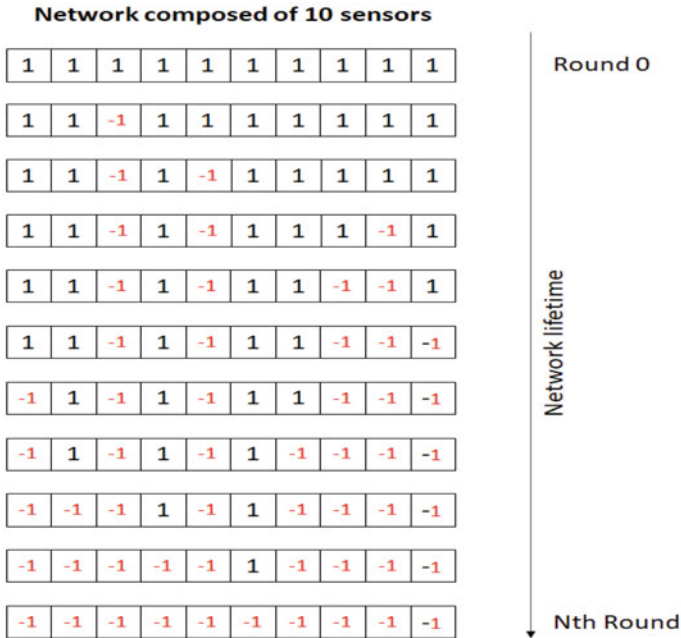 Network composed of 10 sensors
1 1 1 1 1 1 1 1 1 1 Round 0
1 1 -1 1 1 1 1 1 1 1
1 1 -1 1 -1 1 1 1 1 1
1 1 -1 1 -1 1 1 1 -1 1
1 1 -1 1 -1 1 1 -1 -1 1
1 1 -1 1 -1 1 1 -1 -1 -1
-1 1 -1 1 -1 1 1 -1 -1 -1
-1 1 -1 1 -1 1 -1 -1 -1 -1
-1 -1 -1 1 -1 1 -1 -1 -1 -1
-1 -1 -1 -1 -1 1 -1 -1 -1 -1
-1 -1 -1 -1 -1 -1 -1 -1 -1 -1 Nth Round
Network lifetime